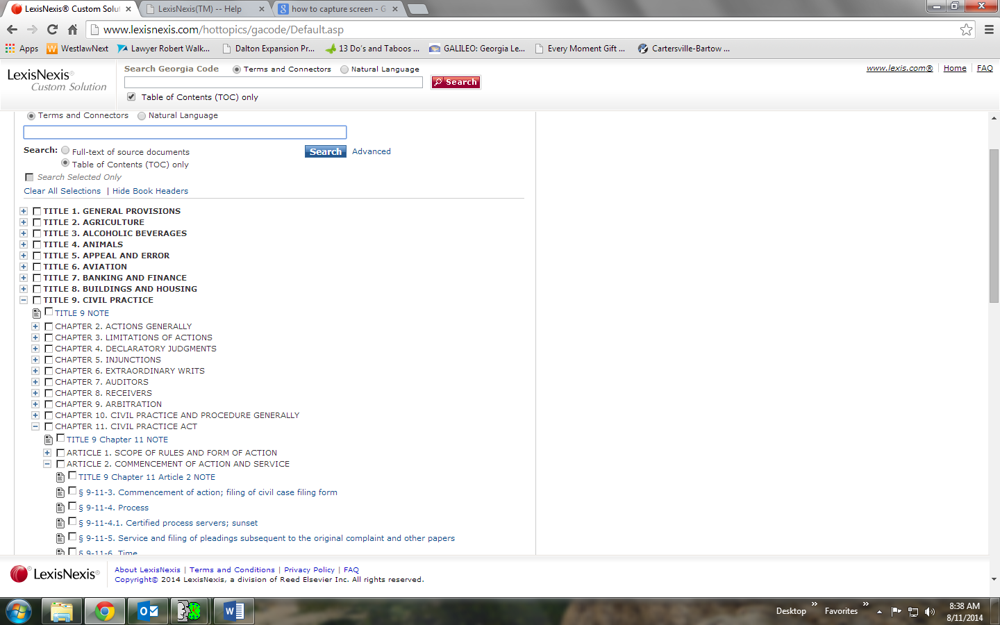 LexisNexis® Custom Solut
LexisNexis(TM) -- Help
how to capture screen - G
www.lexisnexis.com/hottopics/gacode/Default.asp
Apps
WestlawNext
Lawyer Robert Walk...
Dalton Expansion Pr...
13 Do's and Taboos ...
GALILEO: Georgia Le...
Every Moment Gift ...
Cartersville-Bartow ...
LexisNexis®
Custom Solution
Search Georgia Code
Terms and Connectors
Natural Language
Search
Table of Contents (TOC) only
www.lexis.com®
Home
FAQ
Terms and Connectors
Natural Language
Search:
Full-text of source documents
Search
Advanced
Table of Contents (TOC) only
Search Selected Only
Clear All Selections | Hide Book Headers
TITLE 1. GENERAL PROVISIONS
TITLE 2. AGRICULTURE
TITLE 3. ALCOHOLIC BEVERAGES
TITLE 4. ANIMALS
TITLE 5. APPEAL AND ERROR
TITLE 6. AVIATION
TITLE 7. BANKING AND FINANCE
TITLE 8. BUILDINGS AND HOUSING
TITLE 9. CIVIL PRACTICE
TITLE 9 NOTE
CHAPTER 2. ACTIONS GENERALLY
CHAPTER 3. LIMITATIONS OF ACTIONS
CHAPTER 4. DECLARATORY JUDGMENTS
CHAPTER 5. INJUNCTIONS
CHAPTER 6. EXTRAORDINARY WRITS
CHAPTER 7. AUDITORS
CHAPTER 8. RECEIVERS
CHAPTER 9. ARBITRATION
CHAPTER 10. CIVIL PRACTICE AND PROCEDURE GENERALLY
CHAPTER 11. CIVIL PRACTICE ACT
TITLE 9 Chapter 11 NOTE
ARTICLE 1. SCOPE OF RULES AND FORM OF ACTION
ARTICLE 2. COMMENCEMENT OF ACTION AND SERVICE
TITLE 9 Chapter 11 Article 2 NOTE
§ 9-11-3. Commencement of action; filing of civil case filing form
§ 9-11-4. Process
§ 9-11-4.1. Certified process servers; sunset
§ 9-11-5. Service and filing of pleadings subsequent to the original complaint and other papers
§ 9-11-6. Time
LexisNexis®
About LexisNexis | Terms and Conditions | Privacy Policy | FAQ
Copyright© 2014 LexisNexis, a division of Reed Elsevier Inc. All rights reserved.
Desktop
Favorites
8:38 AM
8/11/2014